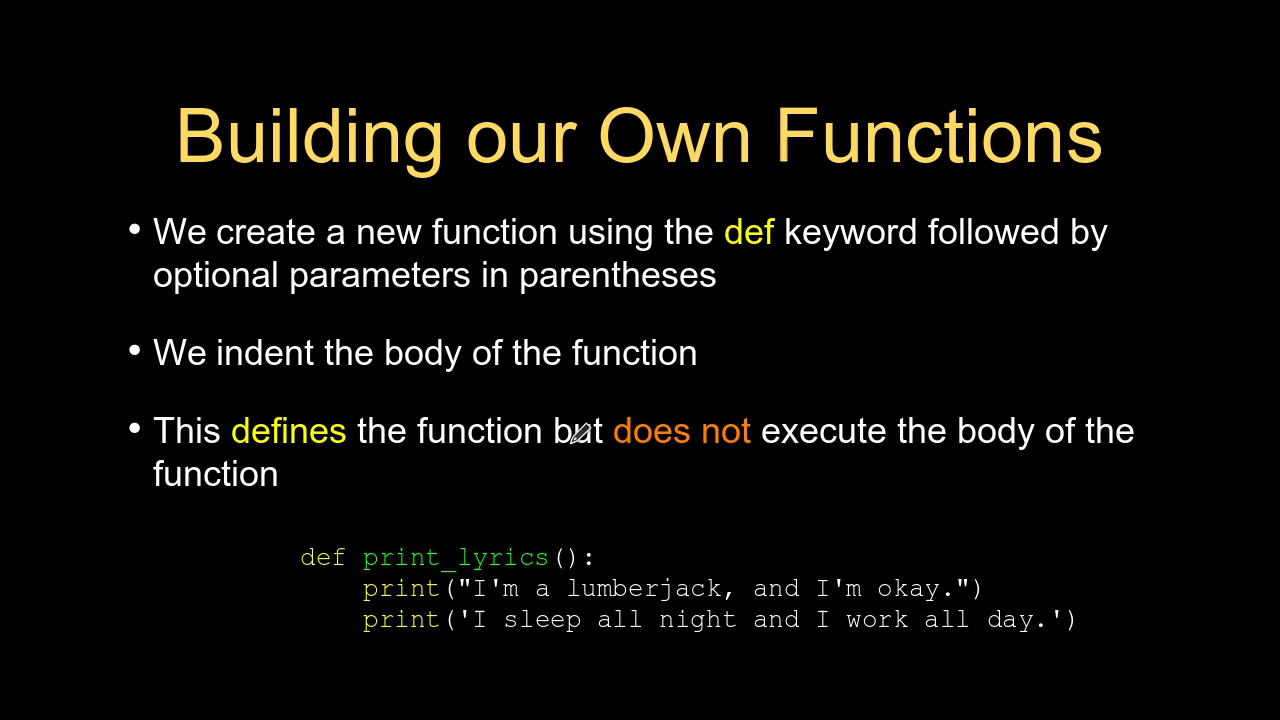 Building our Own Functions
• We create a new function using the def keyword followed by
optional parameters in parentheses
• We indent the body of the function
• This defines the function but does not execute the body of the
function
def print_lyrics():
    print("I'm a lumberjack, and I'm okay.")
    print('I sleep all night and I work all day.')